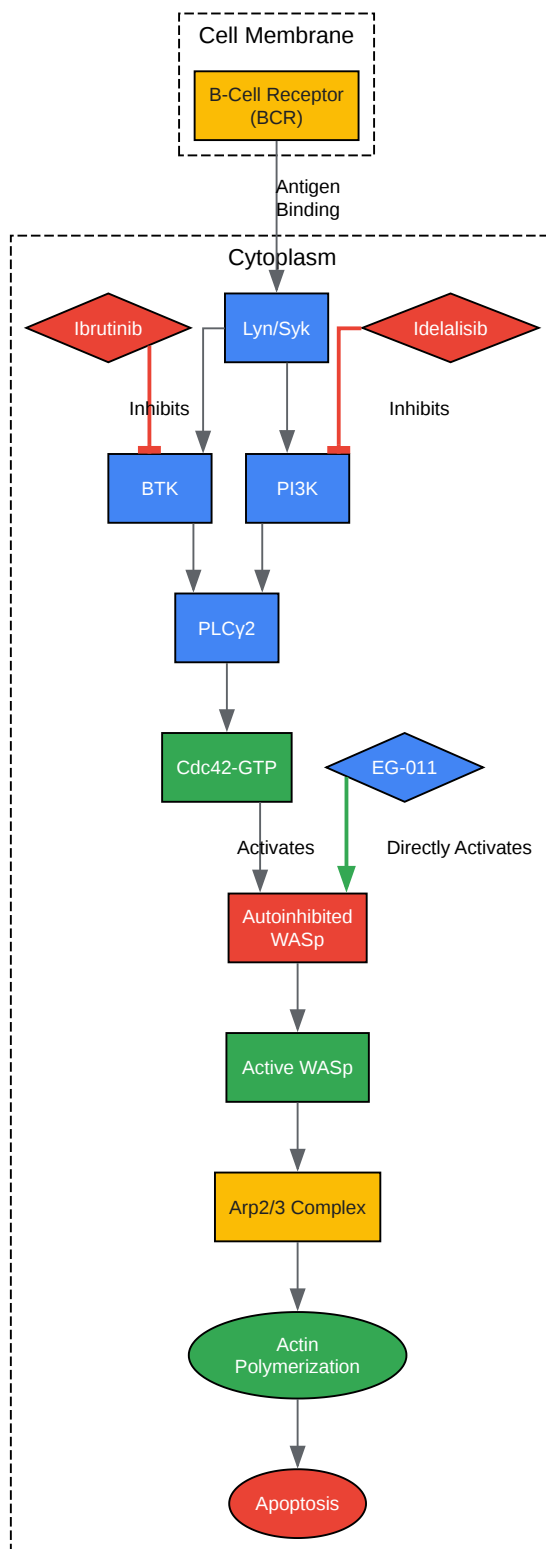 Cell Membrane
B-Cell Receptor
(BCR)
Antigen
Binding
Cytoplasm
Ibrutinib
Lyn/Syk
Idelalisib
Inhibits
Inhibits
BTK
PI3K
PLCγ2
Cdc42-GTP
EG-011
Activates
Directly Activates
Autoinhibited
WASp
Active WASp
Arp2/3 Complex
Actin
Polymerization
Apoptosis